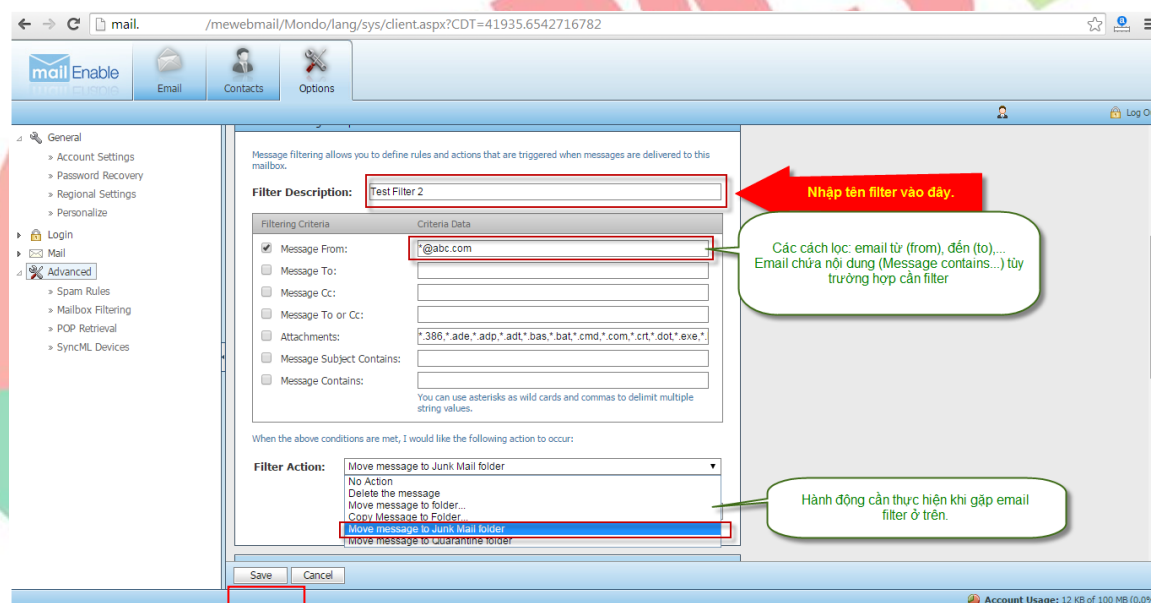 mail. /mewebmail/Mondo/lang/sys/client.aspx?CDT=41935.6542716782
mail Enable
Email
Contacts
Options
Log
General
» Account Settings
» Password Recovery
» Regional Settings
» Personalize
Login
Mail
Advanced
» Spam Rules
» Mailbox Filtering
» POP Retrieval
» SyncML Devices
Message filtering allows you to define rules and actions that are triggered when messages are delivered to this
mailbox.
Filter Description: Test Filter 2
Nhập tên filter vào đây.
Filtering Criteria Criteria Data
Message From: *@abc.com
Message To:
Message Cc:
Message To or Cc:
Attachments: *.386,*.ade,*.adp,*.adt,*.bas,*.bat,*.cmd,*.com,*.crt,*.dot,*.exe,*.
Message Subject Contains:
Message Contains:
You can use asterisks as wild cards and commas to delimit multiple
string values.
Các cách lọc: email từ (from), đến (to),...
Email chứa nội dung (Message contains...) tùy
trường hợp cần filter
When the above conditions are met, I would like the following action to occur:
Filter Action: Move message to Junk Mail folder
No Action
Delete the message
Move message to folder...
Copy Message to Folder...
Move message to Junk Mail folder
Move message to Quarantine folder
Hành động cần thực hiện khi gặp email
filter ở trên.
Save Cancel
Account Usage: 12 KB of 100 MB (0.0%